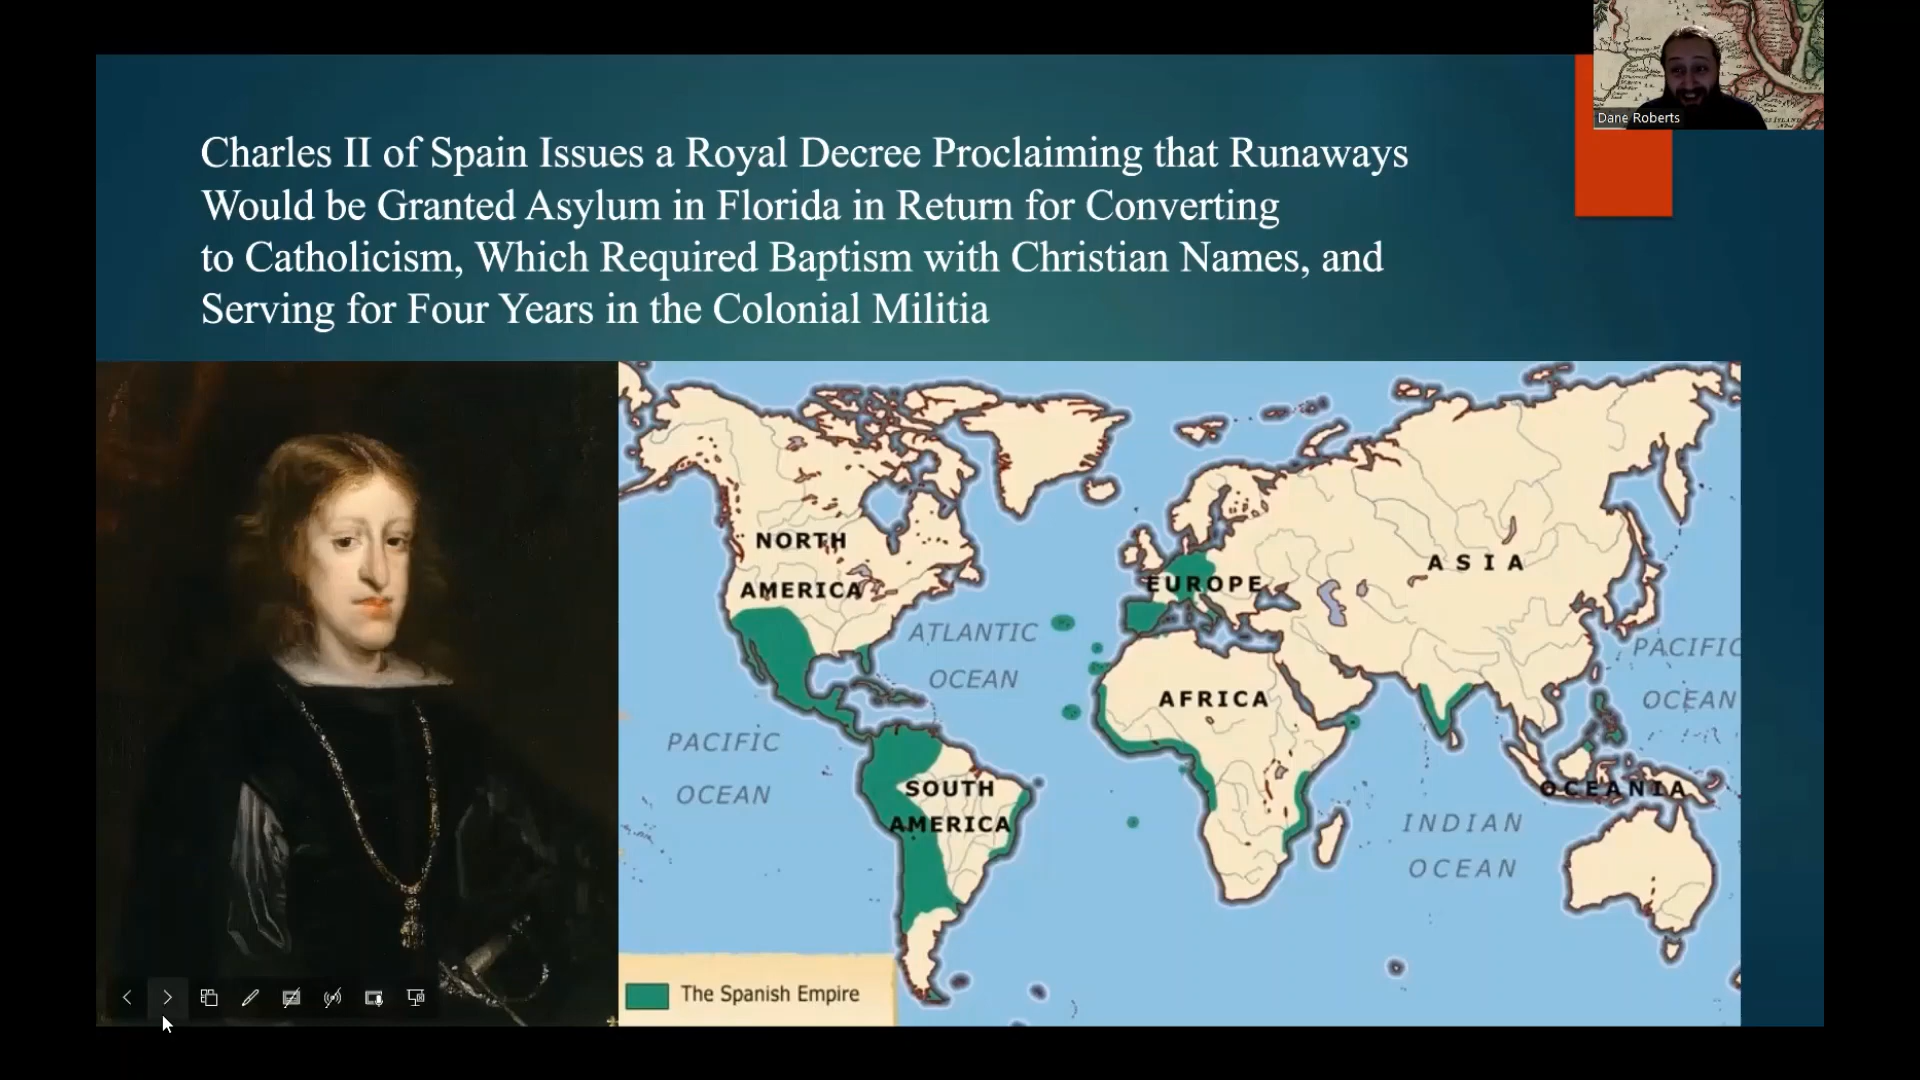 Charles II of Spain Issues a Royal Decree Proclaiming that Runaways
Would be Granted Asylum in Florida in Return for Converting
to Catholicism, Which Required Baptism with Christian Names, and
Serving for Four Years in the Colonial Militia
Dane Roberts
NORTH
AMERICA
ATLANTIC
OCEAN
EUROPE
ASIA
AFRICA
PACIFIC
OCEAN
PACIFIC
OCEAN
SOUTH
AMERICA
INDIAN
OCEAN
OCEANIA
The Spanish Empire